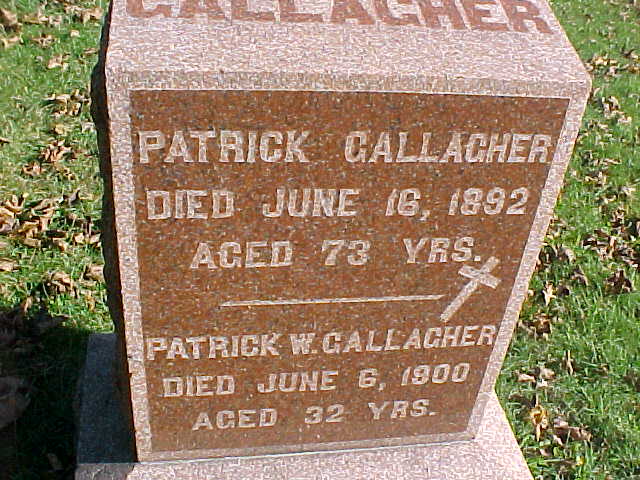 GALLAGHER
PATRICK GALLAGHER
DIED JUNE 16, 1892
AGED 73 YRS.
PATRICK W. GALLAGHER
DIED JUNE 6, 1900
AGED 32 YRS.